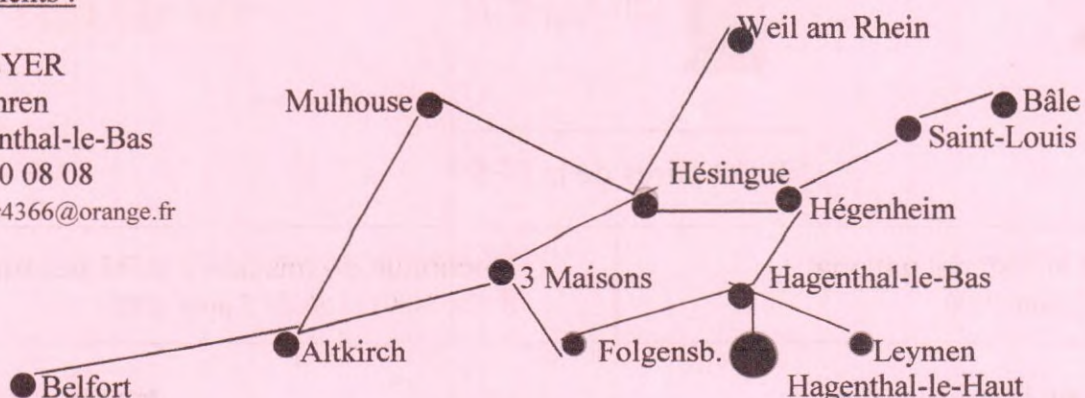 Weil am Rhein
YER
Mulhouse
Bâle
Saint-Louis
nthal-le-Bas
0 08 08
4366@orange.fr
Hésingue
Hégenheim
3 Maisons
Hagenthal-le-Bas
Altkirch
Folgensb.
Leymen
Belfort
Hagenthal-le-Haut